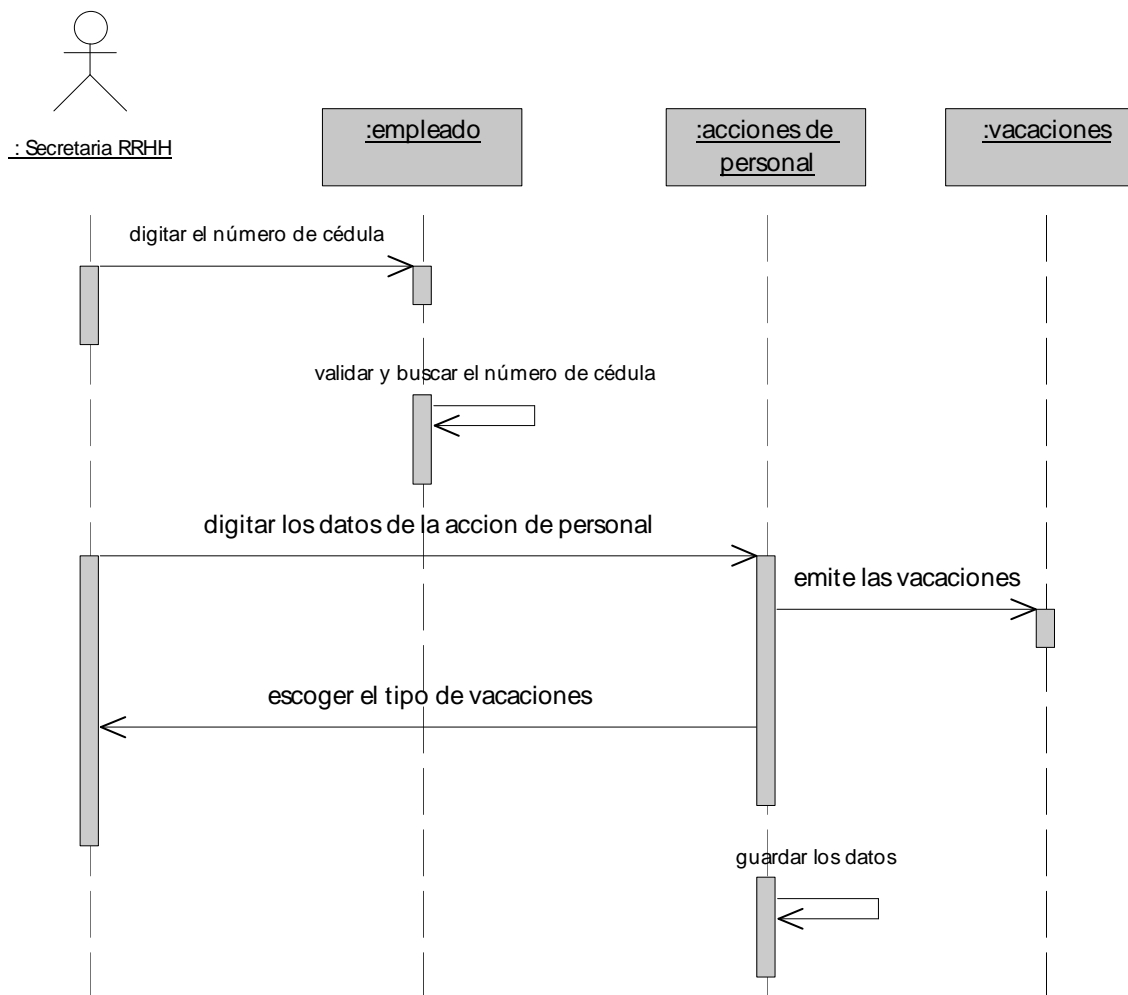 : Secretaria RRHH
:empleado
:acciones de
personal
:vacaciones
digitar el número de cédula
validar y buscar el número de cédula
digitar los datos de la accion de personal
emite las vacaciones
escoger el tipo de vacaciones
guardar los datos